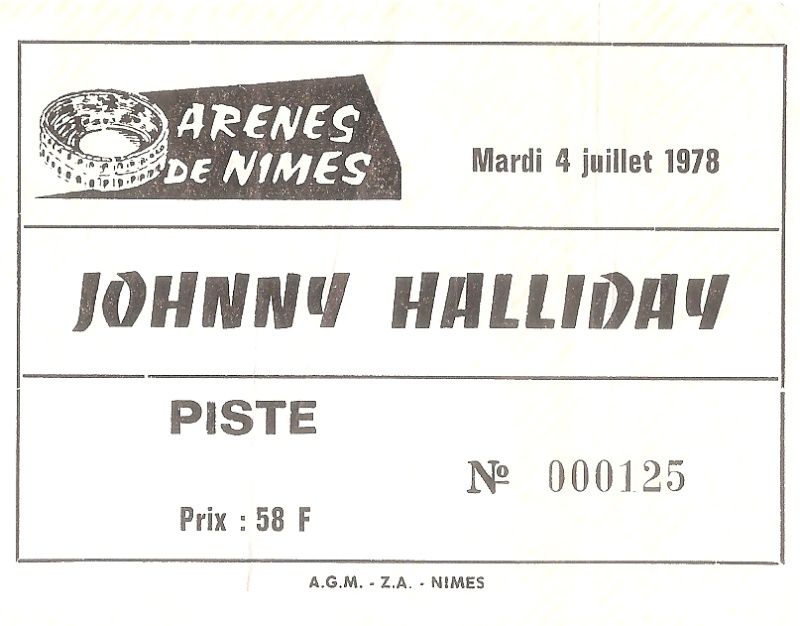 ARENES
DE NIMES
Mardi 4 juillet 1978
JOHNNY HALLIDAY
PISTE
Nº 000125
Prix : 58 F
A.G.M. - Z.A. - NIMES